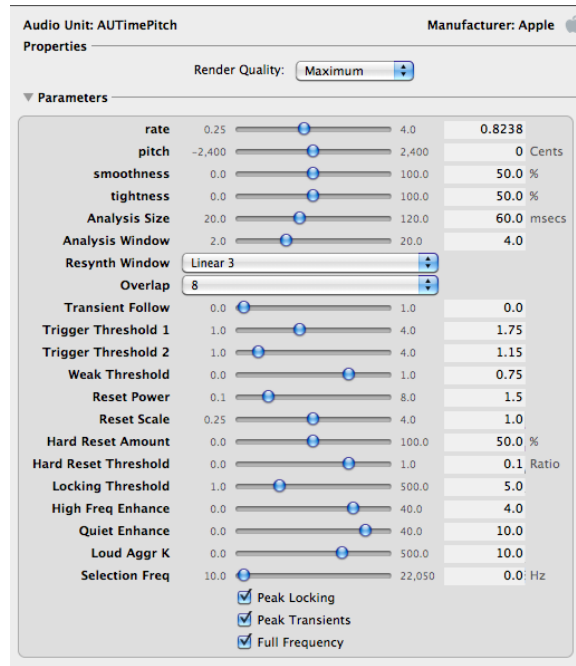 Audio Unit: AUTimePitch Manufacturer: Apple
Properties
Render Quality: Maximum
Parameters
rate 0.25 4.0 0.8238
pitch -2,400 2,400 0 Cents
smoothness 0.0 100.0 50.0 %
tightness 0.0 100.0 50.0 %
Analysis Size 20.0 120.0 60.0 msecs
Analysis Window 2.0 20.0 4.0
Resynth Window Linear 3
Overlap 8
Transient Follow 0.0 1.0 0.0
Trigger Threshold 1 1.0 4.0 1.75
Trigger Threshold 2 1.0 4.0 1.15
Weak Threshold 0.0 1.0 0.75
Reset Power 0.1 8.0 1.5
Reset Scale 0.25 4.0 1.0
Hard Reset Amount 0.0 100.0 50.0 %
Hard Reset Threshold 0.0 1.0 0.1 Ratio
Locking Threshold 1.0 500.0 5.0
High Freq Enhance 0.0 40.0 4.0
Quiet Enhance 0.0 40.0 10.0
Loud Aggr K 0.0 500.0 10.0
Selection Freq 10.0 22,050 0.0 Hz
Peak Locking
Peak Transients
Full Frequency